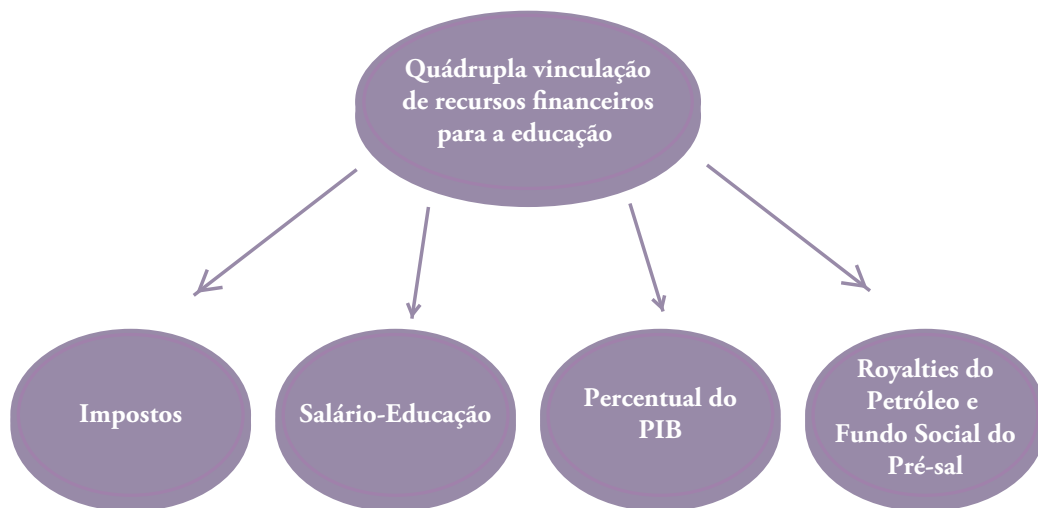 Quádrupla vinculação
de recursos financeiros
para a educação
Impostos
Salário-Educação
Percentual do
PIB
Royalties do
Petróleo e
Fundo Social do
Pré-sal